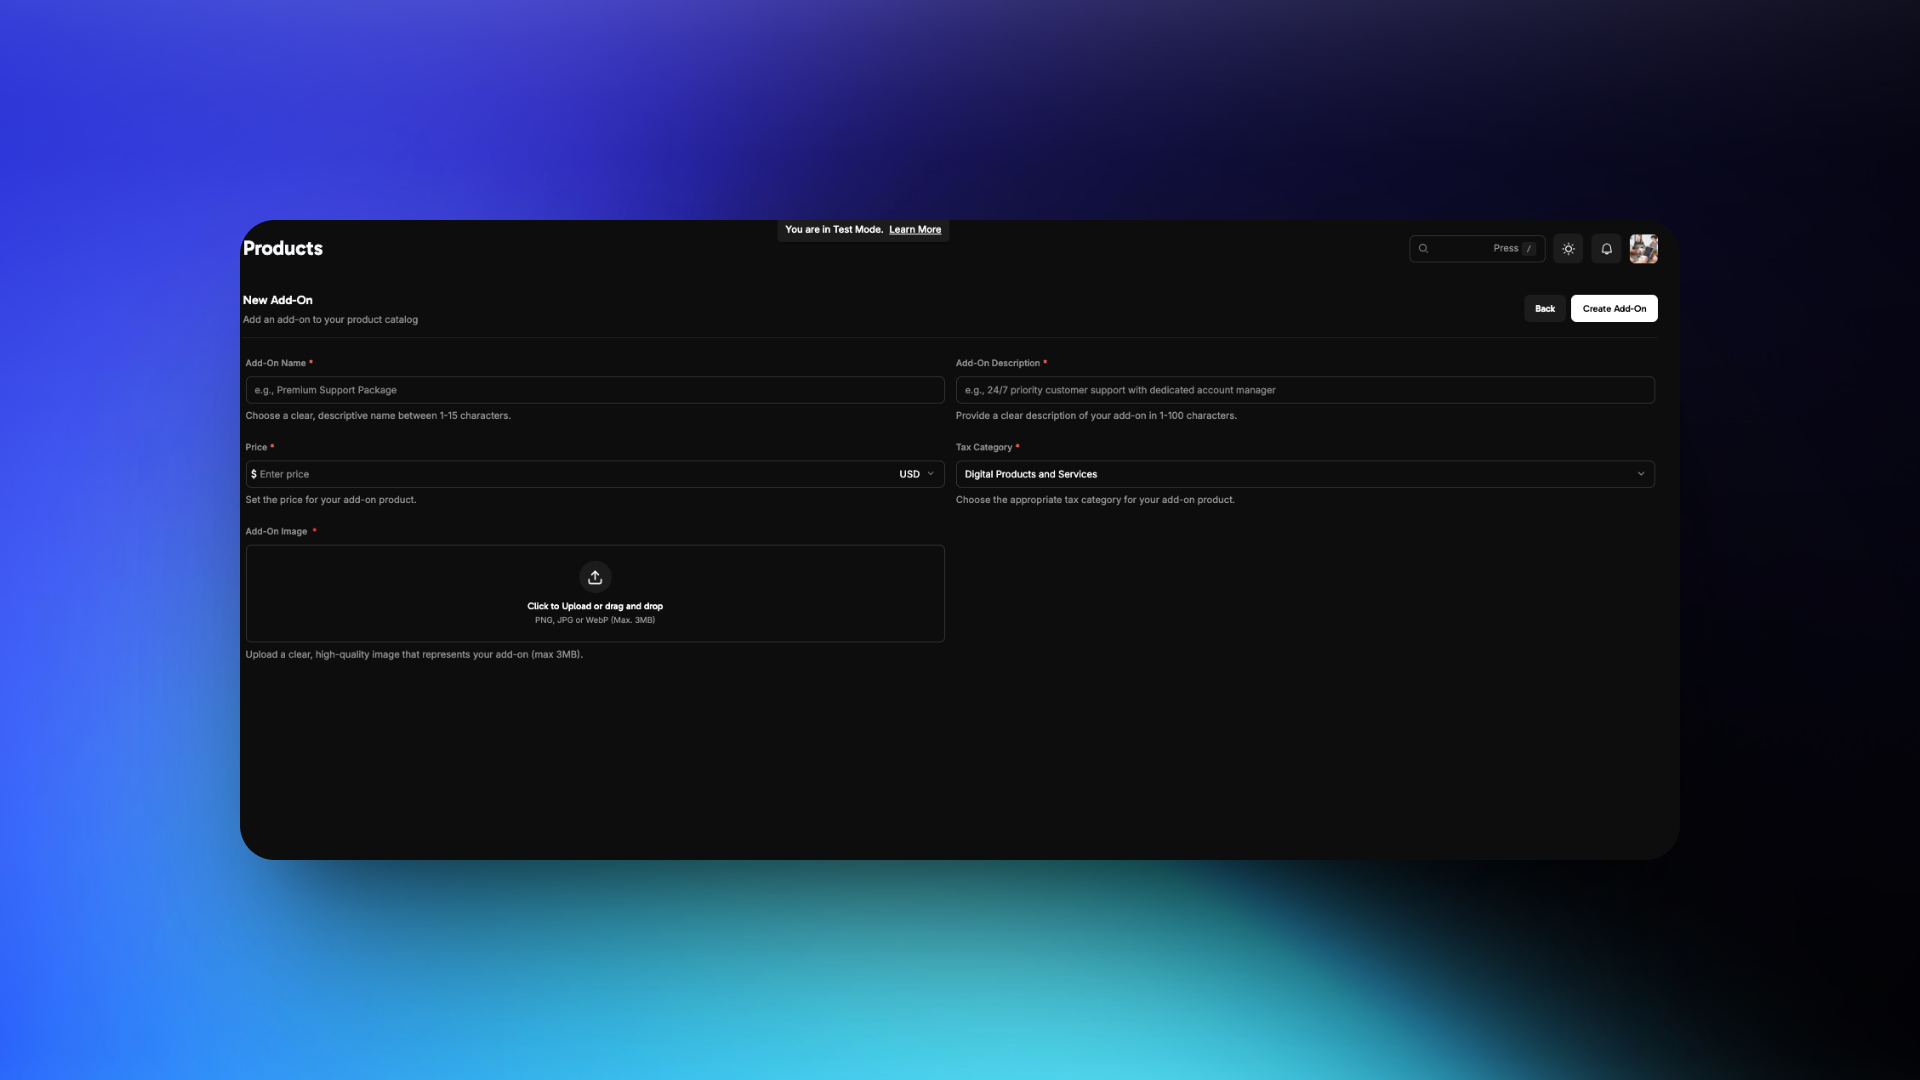 You are in Test Mode. Learn More
Products
Press /
New Add-On
Add an add-on to your product catalog
Back
Create Add-On
Add-On Name *
e.g., Premium Support Package
Choose a clear, descriptive name between 1-15 characters.
Add-On Description *
e.g., 24/7 priority customer support with dedicated account manager
Provide a clear description of your add-on in 1-100 characters.
Price *
$ Enter price
USD
Set the price for your add-on product.
Tax Category *
Digital Products and Services
Choose the appropriate tax category for your add-on product.
Add-On Image *
Click to Upload or drag and drop
PNG, JPG or WebP (Max. 3MB)
Upload a clear, high-quality image that represents your add-on (max 3MB).